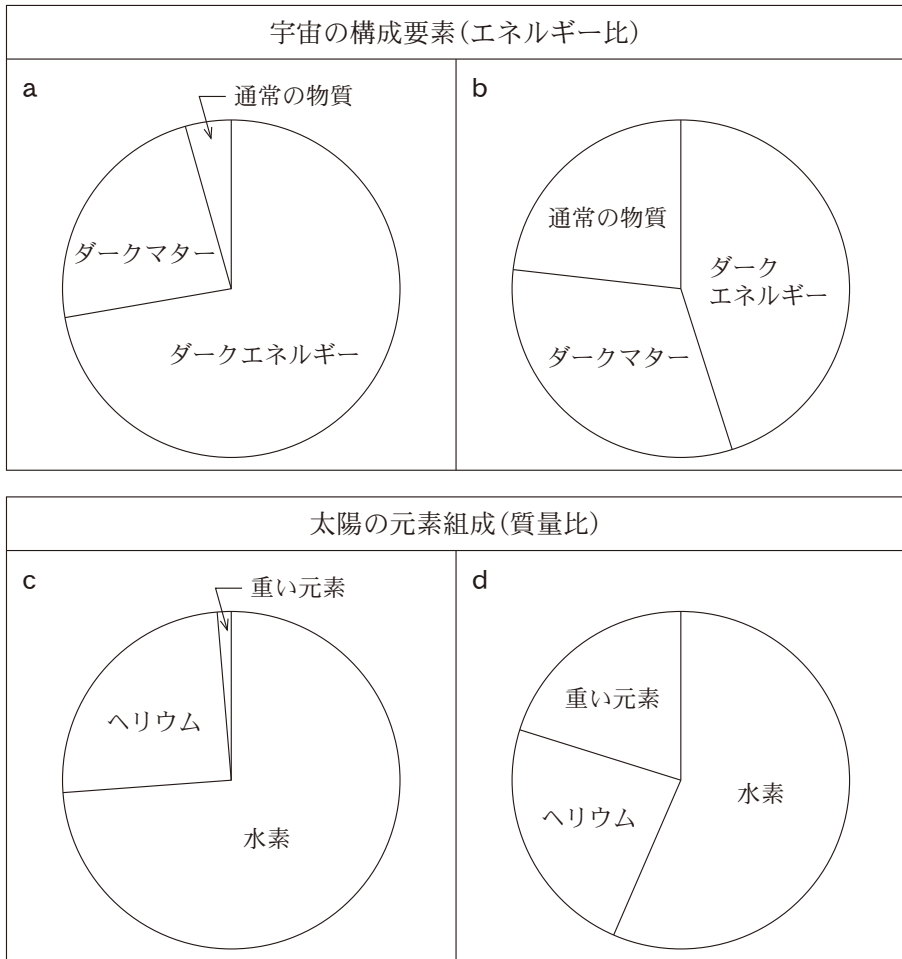 宇宙の構成要素(エネルギー比)
a
通常の物質
ダークマター
ダークエネルギー
b
通常の物質
ダーク
エネルギー
ダークマター
太陽の元素組成(質量比)
c
重い元素
ヘリウム
水素
d
重い元素
ヘリウム
水素